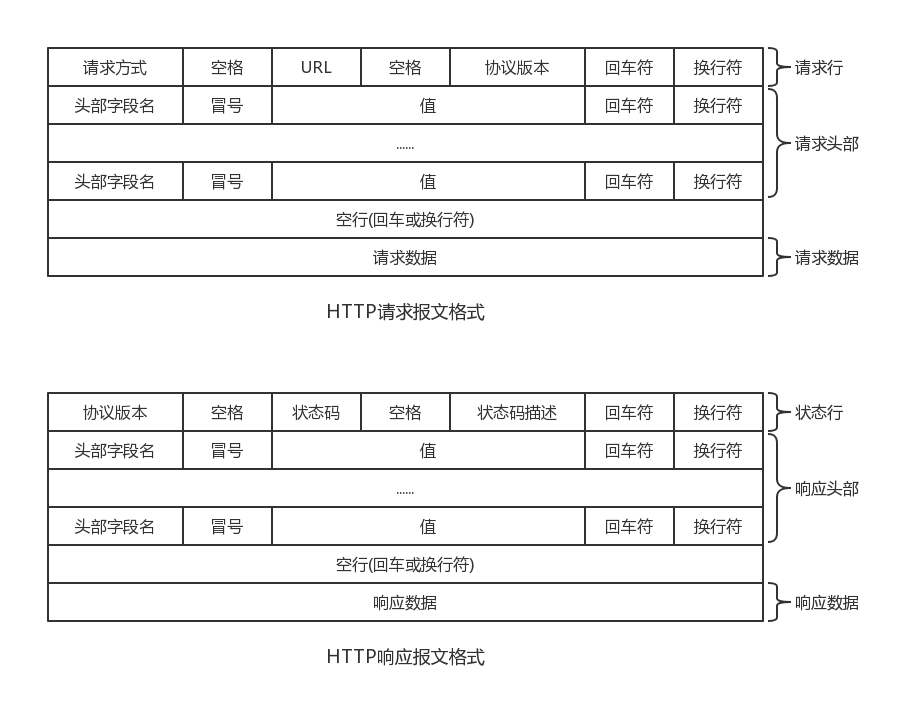 请求方式 空格 URL 空格 协议版本 回车符 换行符 请求行
头部字段名 冒号 值 回车符 换行符
...... 请求头部
头部字段名 冒号 值 回车符 换行符
空行(回车或换行符)
请求数据 请求数据
HTTP请求报文格式
协议版本 空格 状态码 空格 状态码描述 回车符 换行符 状态行
头部字段名 冒号 值 回车符 换行符
...... 响应头部
头部字段名 冒号 值 回车符 换行符
空行(回车或换行符)
响应数据 响应数据
HTTP响应报文格式